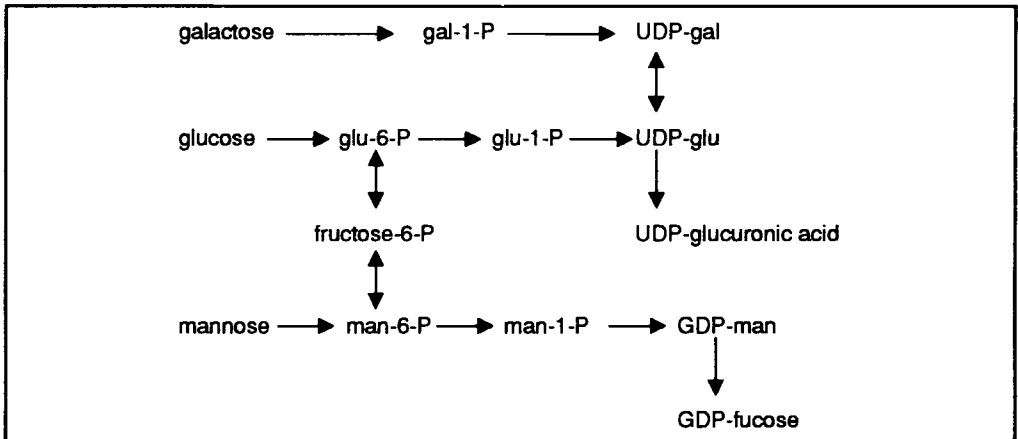 galactose gal-1-P UDP-gal
glucose glu-6-P glu-1-P UDP-glu
fructose-6-P UDP-glucuronic acid
mannose man-6-P man-1-P GDP-man
GDP-fucose